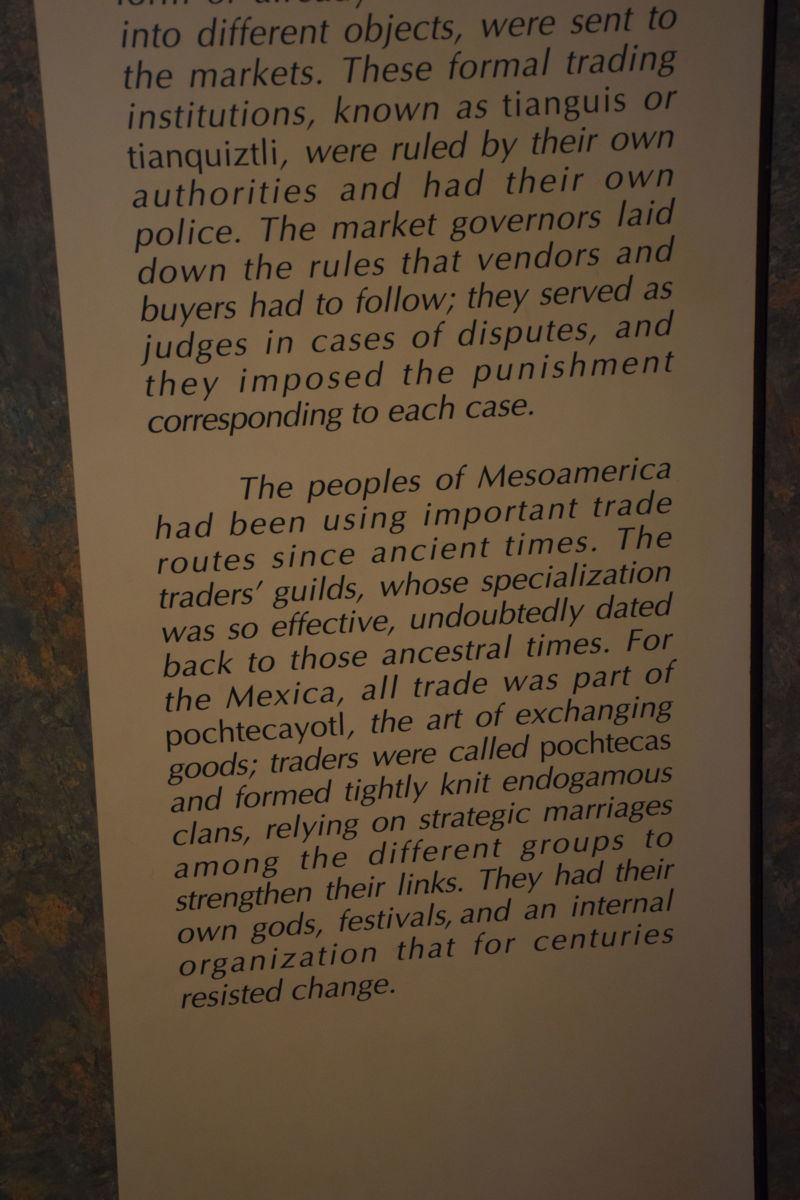 form or already
into different objects, were sent to
the markets. These formal trading
institutions, known as tianguis or
tianquiztli, were ruled by their own
authorities and had their own
police. The market governors laid
down the rules that vendors and
buyers had to follow; they served as
judges in cases of disputes, and
they imposed the punishment
corresponding to each case.
The peoples of Mesoamerica
had been using important trade
routes since ancient times. The
traders' guilds, whose specialization
was so effective, undoubtedly dated
back to those ancestral times. For
the Mexica, all trade was part of
pochtecayotl, the art of exchanging
goods; traders were called pochtecas
and formed tightly knit endogamous
clans, relying on strategic marriages
among the different groups to
strengthen their links. They had their
own gods, festivals, and an internal
organization that for centuries
resisted change.